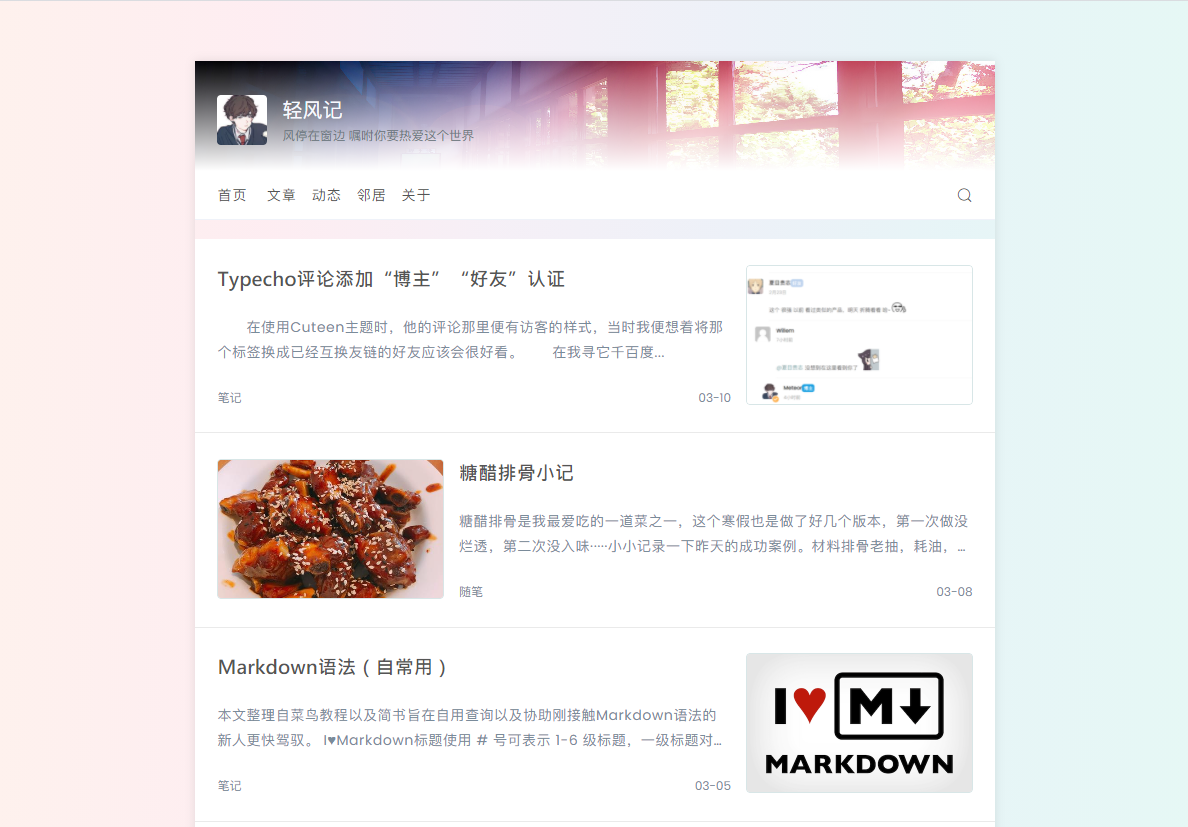 轻风记
风停在窗边 嘱咐你要热爱这个世界
首页 文章 动态 邻居 关于
Typecho评论添加“博主” “好友”认证
在使用Cuteen主题时，他的评论那里便有访客的样式，当时我便想着将那
个标签换成已经互换友链的好友应该会很好看。 在我寻它千百度...
笔记 03-10
Willem
Metace
糖醋排骨小记
糖醋排骨是我最爱吃的一道菜之一，这个寒假也是做了好几个版本，第一次做没
烂透，第二次没入味·····小小记录一下昨天的成功案例。材料排骨老抽，耗油，...
随笔 03-08
Markdown语法（自常用）
本文整理自菜鸟教程以及简书旨在自用查询以及协助刚接触Markdown语法的
新人更快驾驭。 I♥Markdown标题使用 # 号可表示 1-6 级标题，一级标题对...
笔记 03-05
I♥M↓
MARKDOWN